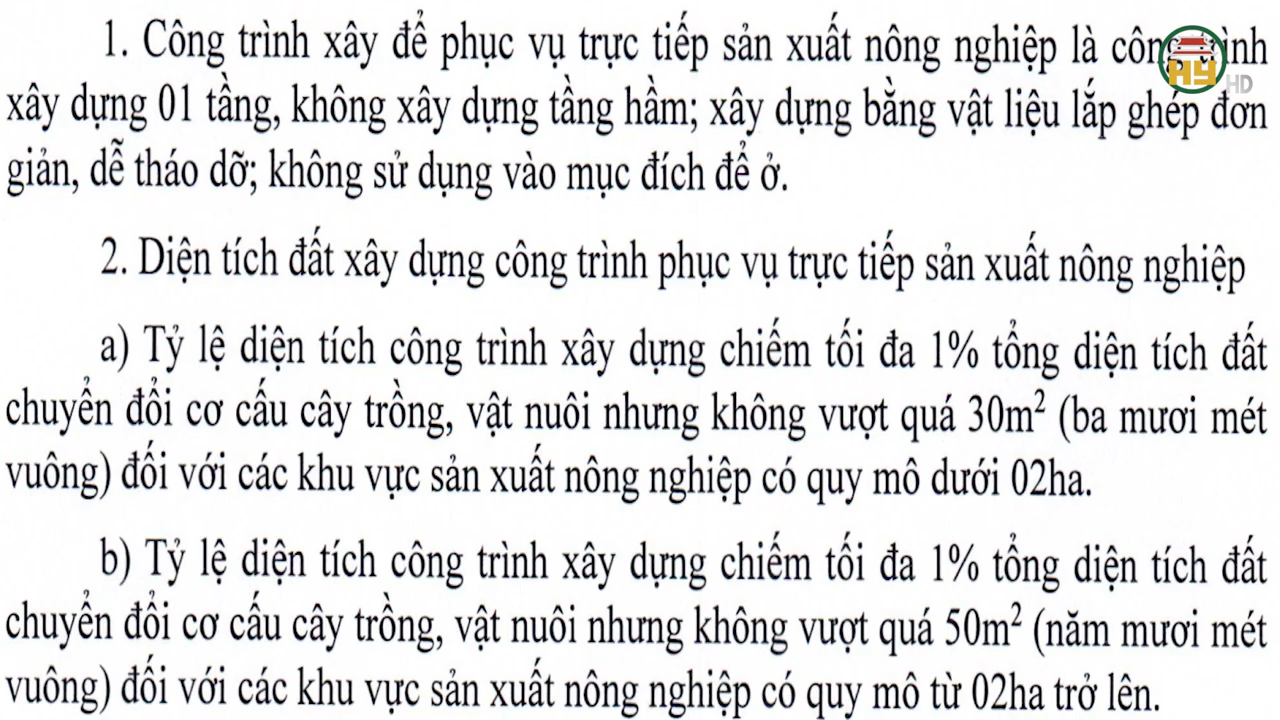 1. Công trình xây để phục vụ trực tiếp sản xuất nông nghiệp là công trình
xây dựng 01 tầng, không xây dựng tầng hầm; xây dựng bằng vật liệu lắp ghép đơn
giản, dễ tháo dỡ; không sử dụng vào mục đích để ở.
2. Diện tích đất xây dựng công trình phục vụ trực tiếp sản xuất nông nghiệp
a) Tỷ lệ diện tích công trình xây dựng chiếm tối đa 1% tổng diện tích đất
chuyển đổi cơ cấu cây trồng, vật nuôi nhưng không vượt quá 30m² (ba mươi mét
vuông) đối với các khu vực sản xuất nông nghiệp có quy mô dưới 02ha.
b) Tỷ lệ diện tích công trình xây dựng chiếm tối đa 1% tổng diện tích đất
chuyển đổi cơ cấu cây trồng, vật nuôi nhưng không vượt quá 50m² (năm mươi mét
vuông) đối với các khu vực sản xuất nông nghiệp có quy mô từ 02ha trở lên.
HY HD